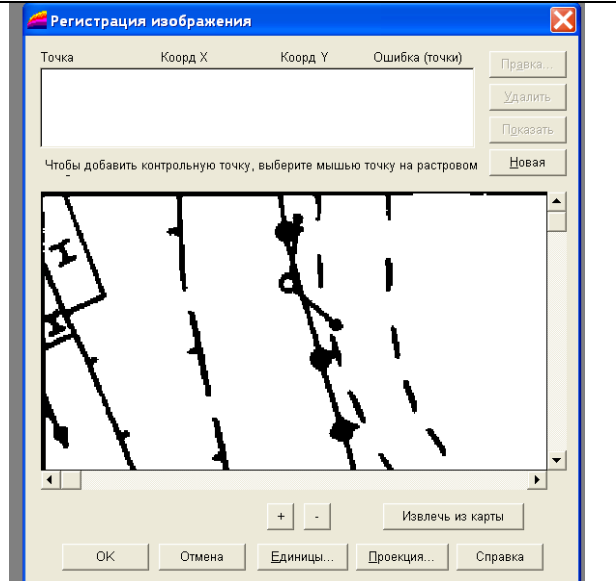 Регистрация изображения
Точка Коорд X Коорд Y Ошибка (точки)
Правка...
Удалить
Показать
Новая
Чтобы добавить контрольную точку, выберите мышью точку на растровом
Н
Н
+ -
Извлечь из карты
OK Отмена Единицы... Проекция... Справка